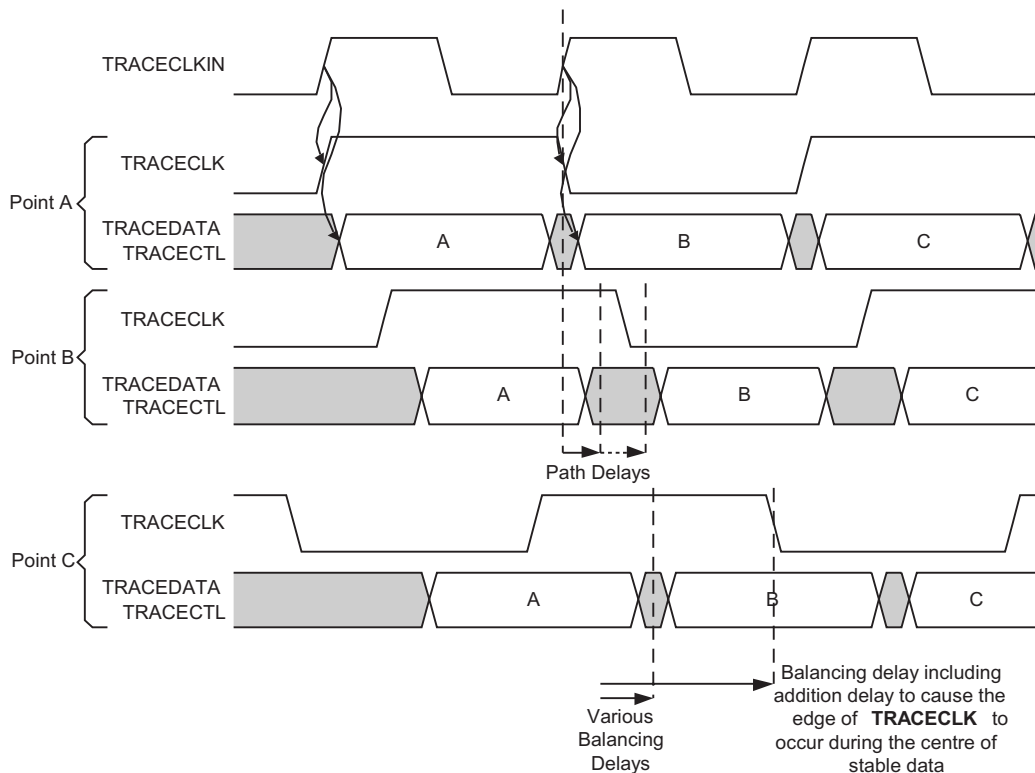 TRACECLKIN
Point A
TRACECLK
TRACEDATA
TRACECTL
A
B
C
Point B
TRACECLK
TRACEDATA
TRACECTL
A
B
C
Path Delays
Point C
TRACECLK
TRACEDATA
TRACECTL
A
B
C
Various
Balancing
Delays
Balancing delay including
addition delay to cause the
edge of TRACECLK to
occur during the centre of
stable data